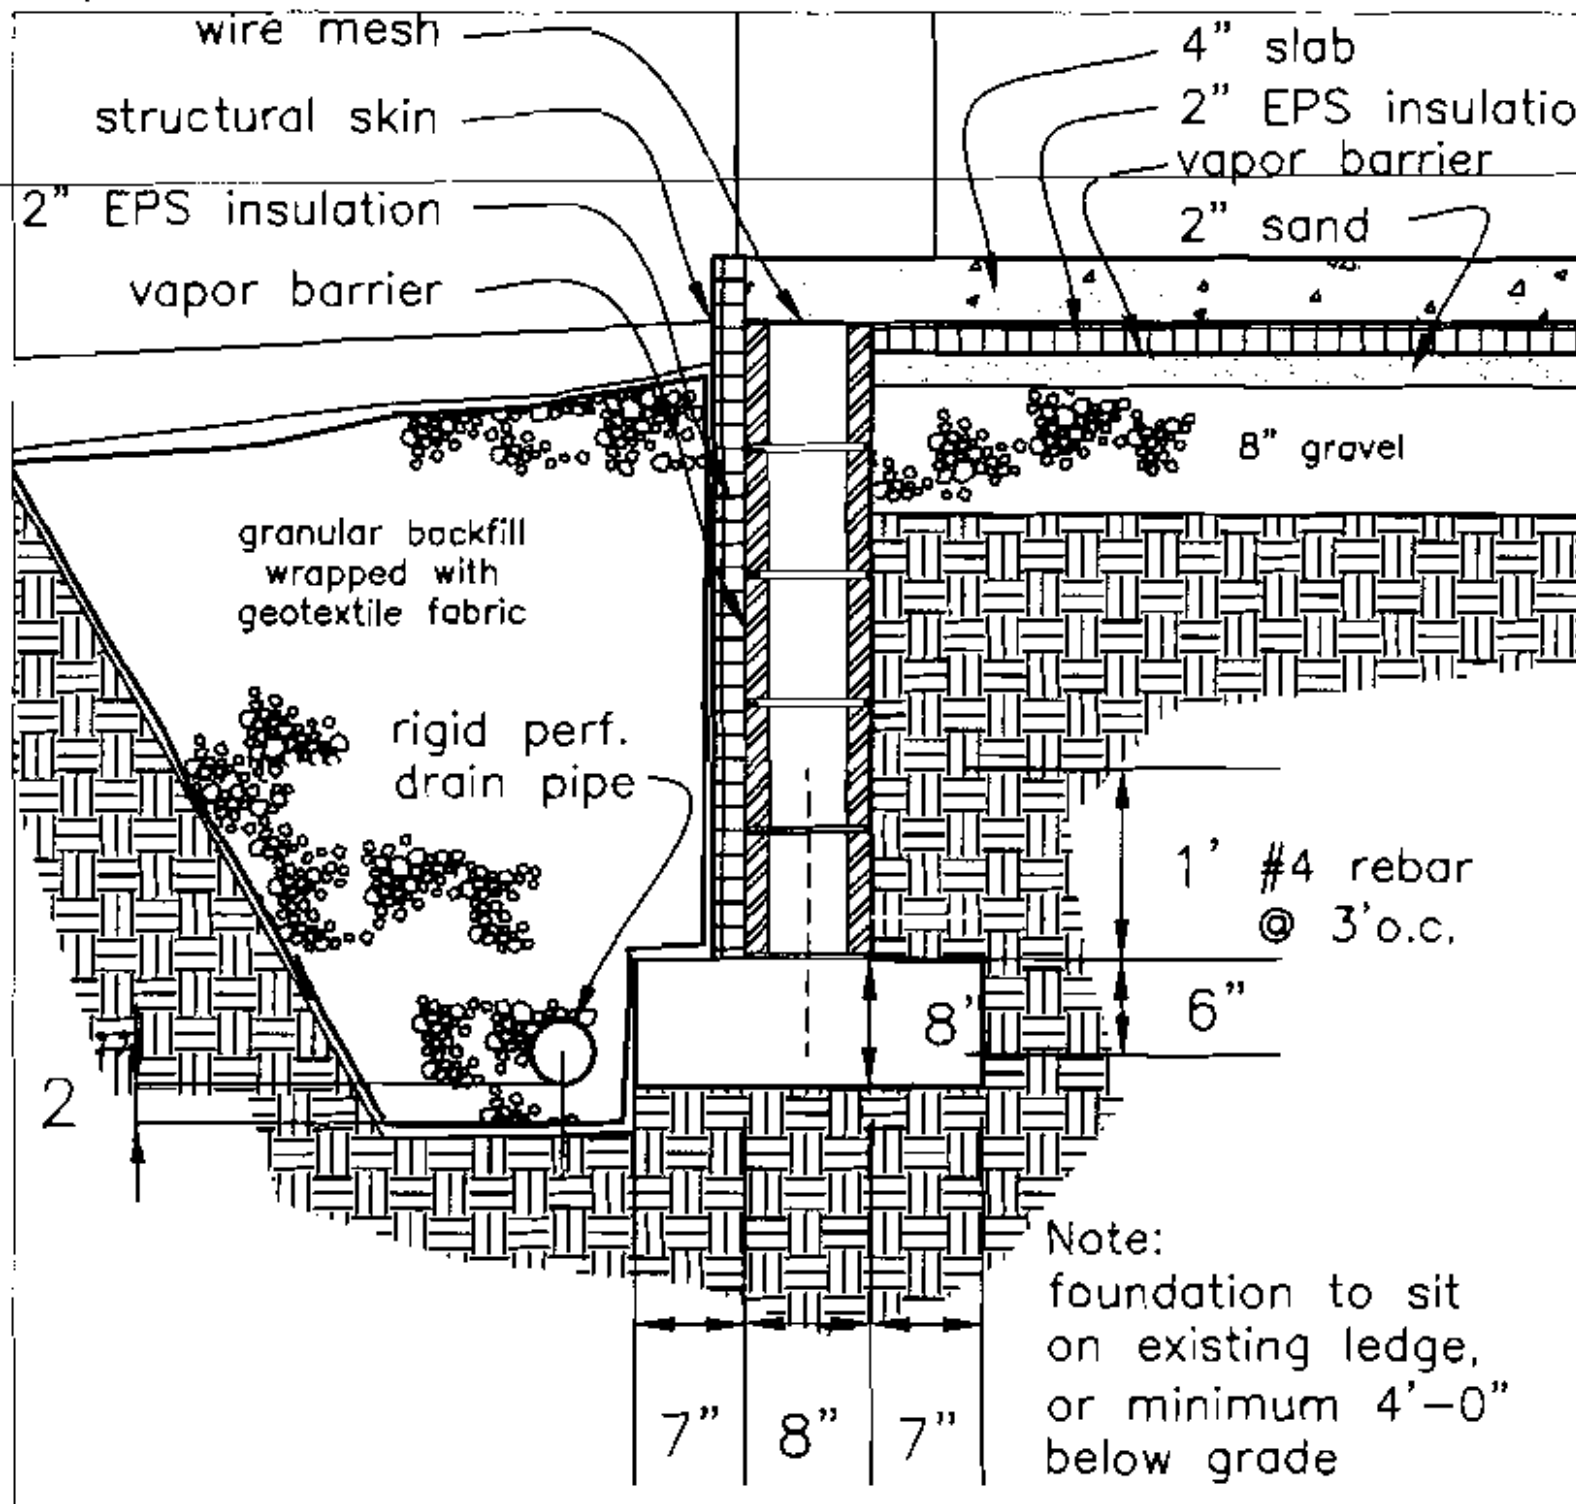 wire mesh
structural skin
2" EPS insulation
vapor barrier
4" slab
2" EPS insulatio
vapor barrier
2" sand
8" gravel
granular backfill
wrapped with
geotextile fabric
rigid perf.
drain pipe
1' #4 rebar
@ 3'o.c.
8'
6"
2
7"
8"
7"
Note:
foundation to sit
on existing ledge,
or minimum 4'-0"
below grade